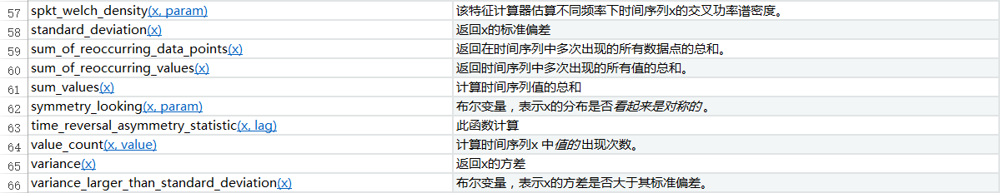 57 spkt_welch_density(x, param) 该特征计算器估算不同频率下时间序列x的交叉功率谱密度。
58 standard_deviation(x) 返回x的标准偏差
59 sum_of_reoccurring_data_points(x) 返回在时间序列中多次出现的所有数据点的总和。
60 sum_of_reoccurring_values(x) 返回时间序列中多次出现的所有值的总和。
61 sum_values(x) 计算时间序列值的总和
62 symmetry_looking(x, param) 布尔变量，表示x的分布是否看起来是对称的 。
63 time_reversal_asymmetry_statistic(x, lag) 此函数计算
64 value_count(x, value) 计算时间序列x 中值的 出现次数。
65 variance(x) 返回x的方差
66 variance_larger_than_standard_deviation(x) 布尔变量，表示x的方差是否大于其标准偏差。